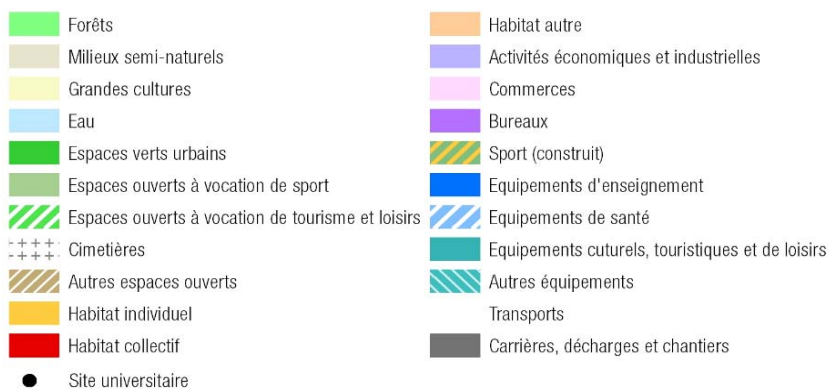 Forêts
Milieux semi-naturels
Grandes cultures
Eau
Espaces verts urbains
Espaces ouverts à vocation de sport
Espaces ouverts à vocation de tourisme et loisirs
Cimetières
Autres espaces ouverts
Habitat individuel
Habitat collectif
Site universitaire
Habitat autre
Activités économiques et industrielles
Commerces
Bureaux
Sport (construit)
Equipements d'enseignement
Equipements de santé
Equipements cuturels, touristiques et de loisirs
Autres équipements
Transports
Carrières, décharges et chantiers